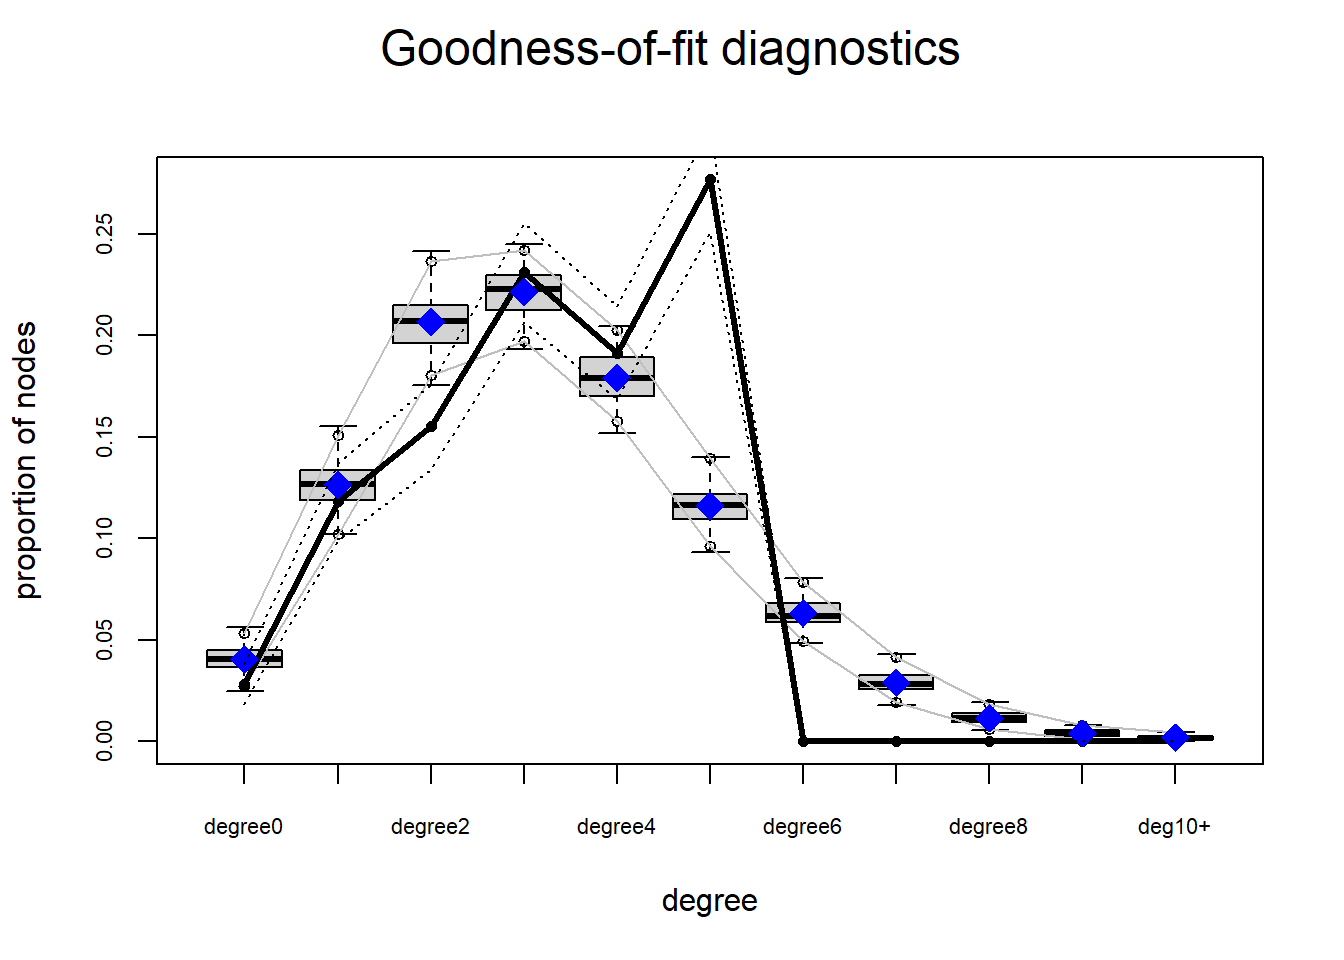 Goodness-of-fit diagnostics
proportion of nodes
0.25
0.20
0.15
0.10
0.05
0.00
degree0 degree2 degree4 degree6 degree8 deg10+
degree